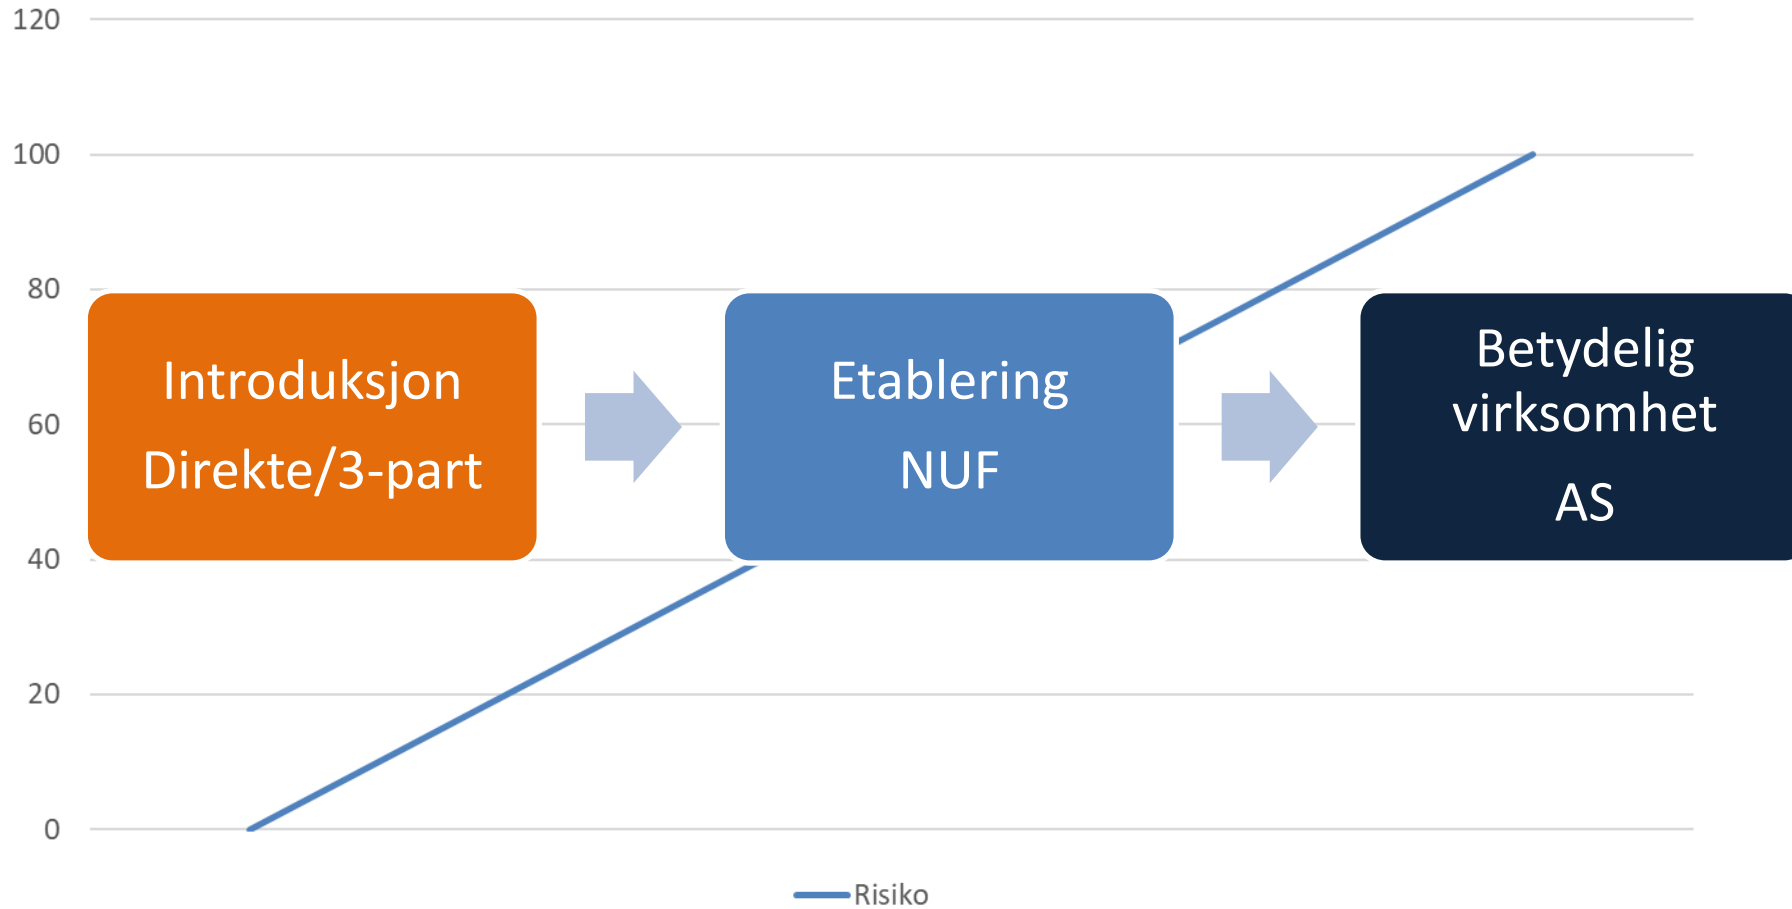 120
100
80
60
40
20
0
Introduksjon
Direkte/3-part
Etablering
NUF
Betydelig
virksomhet
AS
Risiko